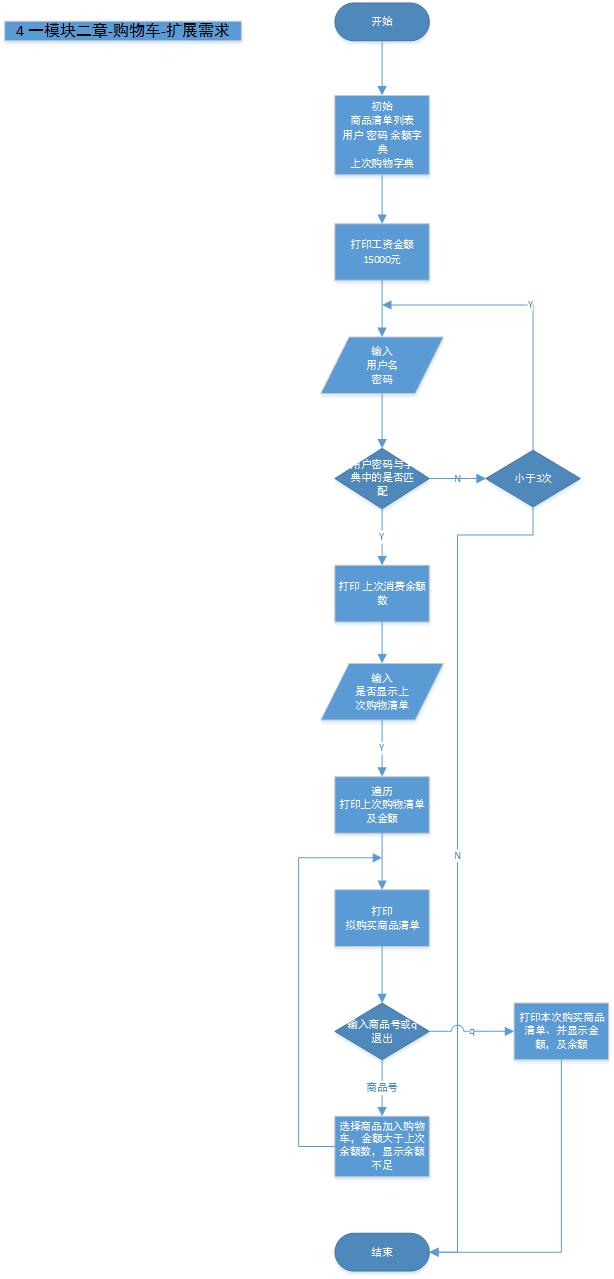 开始
4 一模块二章-购物车-扩展需求
初始
商品清单列表
用户 密码 余额字
典
上次购物字典
打印工资金额
15000元
Y
输入
用户名
密码
用户密码与字
典中的是否匹
配
N
小于3次
Y
打印 上次消费余额
数
输入
是否显示上
次购物清单
Y
遍历
打印上次购物清单
及金额
N
打印
拟购买商品清单
输入商品号或q
退出
q
打印本次购买商品
清单、并显示金
额，及余额
商品号
选择商品加入购物
车，金额大于上次
余额数，显示余额
不足
结束